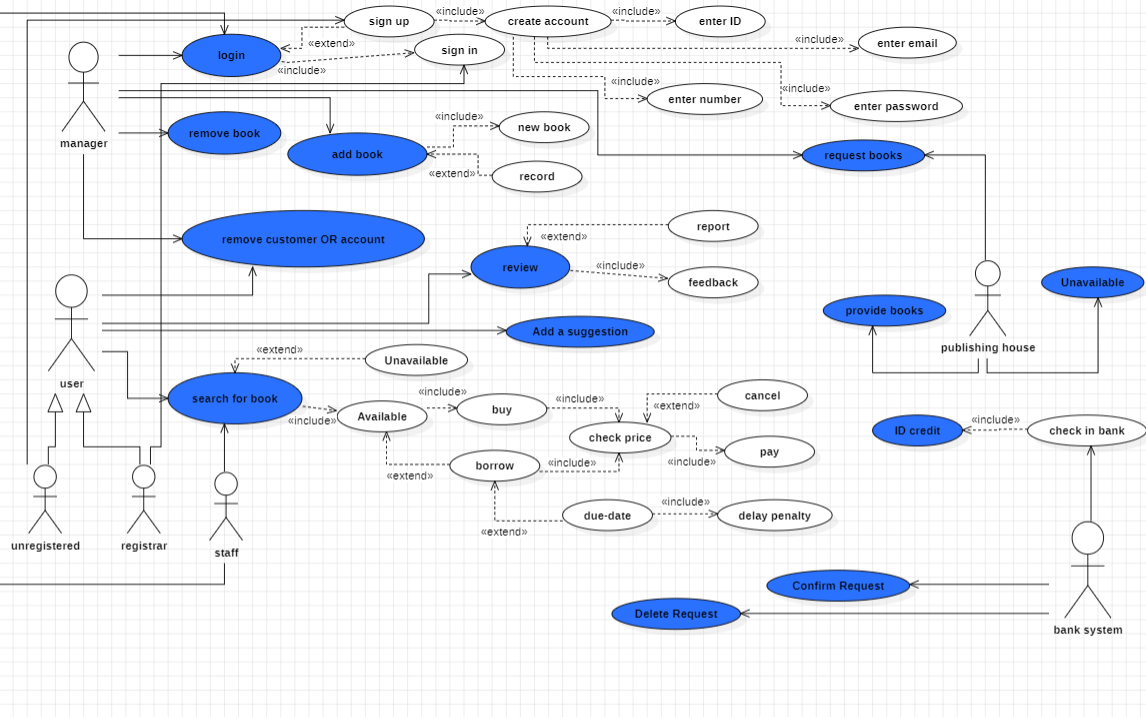 sign up
«include»
create account
«include»
enter ID
login
«extend»
«include»
sign in
«include»
enter email
manager
«include»
enter number
«include»
enter password
remove book
add book
«include»
new book
«extend»
record
request books
remove customer OR account
report
«extend»
review
«include»
feedback
Unavailable
provide books
publishing house
Add a suggestion
user
«extend»
Unavailable
search for book
«include»
Available
«include»
buy
«include»
cancel
«extend»
check price
«include»
pay
ID credit
«include»
check in bank
borrow
«include»
«extend»
due-date
«include»
delay penalty
«extend»
unregistered
registrar
staff
Confirm Request
Delete Request
bank system